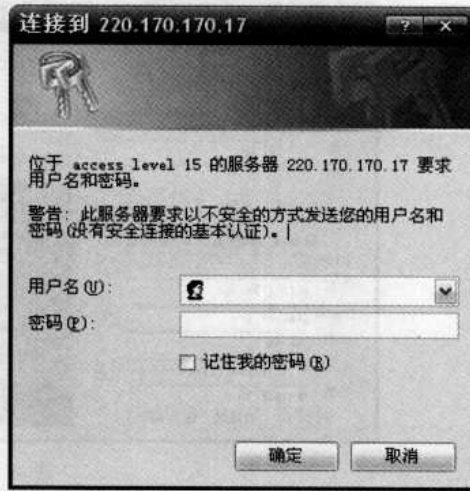 连接到 220.170.170.17
位于 access level 15 的服务器 220.170.170.17 要求
用户名和密码。
警告: 此服务器要求以不安全的方式发送您的用户名和
密码(没有安全连接的基本认证)。
用户名(U):
密码(P):
记住我的密码(R)
确定
取消